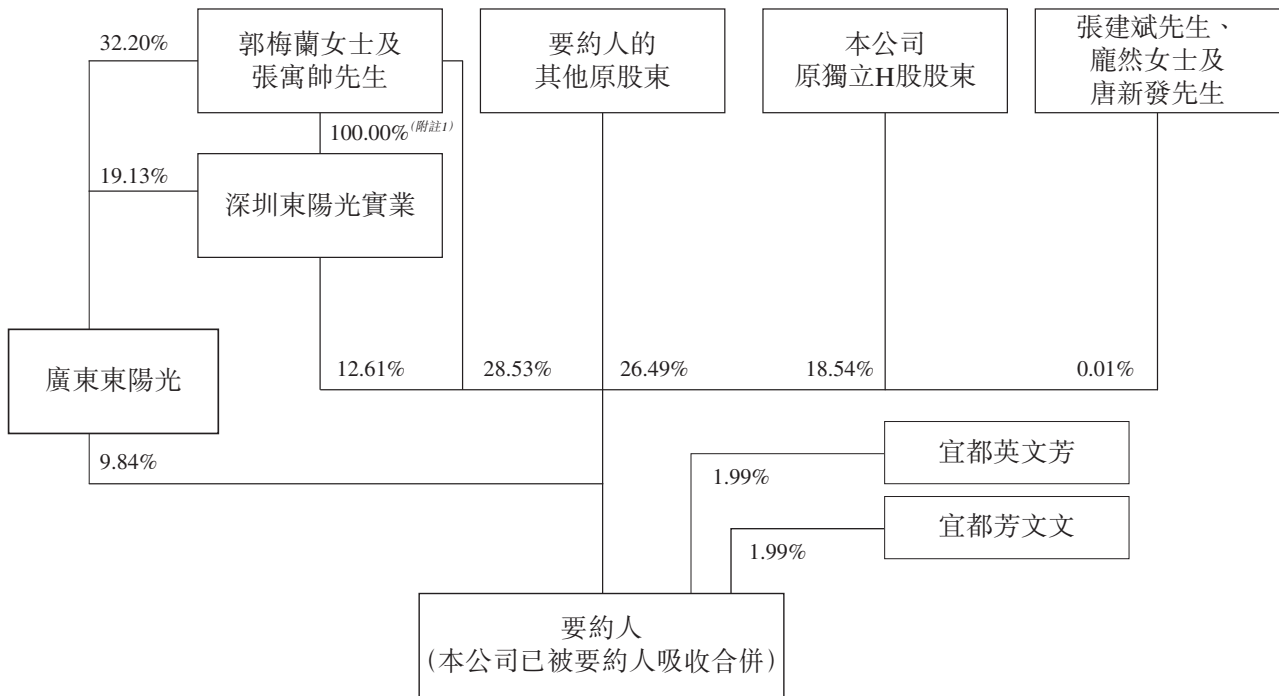 32.20%
郭梅蘭女士及
張寓帥先生
要約人的
其他原股東
本公司
原獨立H股股東
張建斌先生、
龐然女士及
唐新發先生
100.00%(附註1)
19.13%
深圳東陽光實業
廣東東陽光
12.61%
28.53%
26.49%
18.54%
0.01%
9.84%
宜都英文芳
1.99%
宜都芳文文
1.99%
要約人
(本公司已被要約人吸收合併)